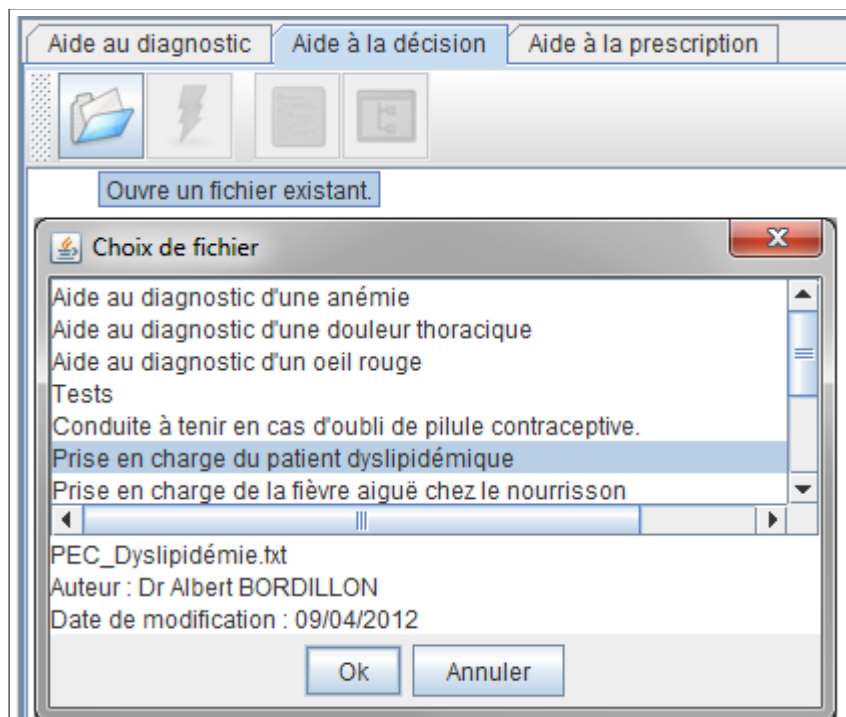 Aide au diagnostic Aide à la décision Aide à la prescription
Ouvre un fichier existant.
Choix de fichier
Aide au diagnostic d'une anémie
Aide au diagnostic d'une douleur thoracique
Aide au diagnostic d'un oeil rouge
Tests
Conduite à tenir en cas d'oubli de pilule contraceptive.
Prise en charge du patient dyslipidémique
Prise en charge de la fièvre aiguë chez le nourrisson
PEC_Dyslipidémie.txt
Auteur : Dr Albert BORDILLON
Date de modification : 09/04/2012
Ok Annuler